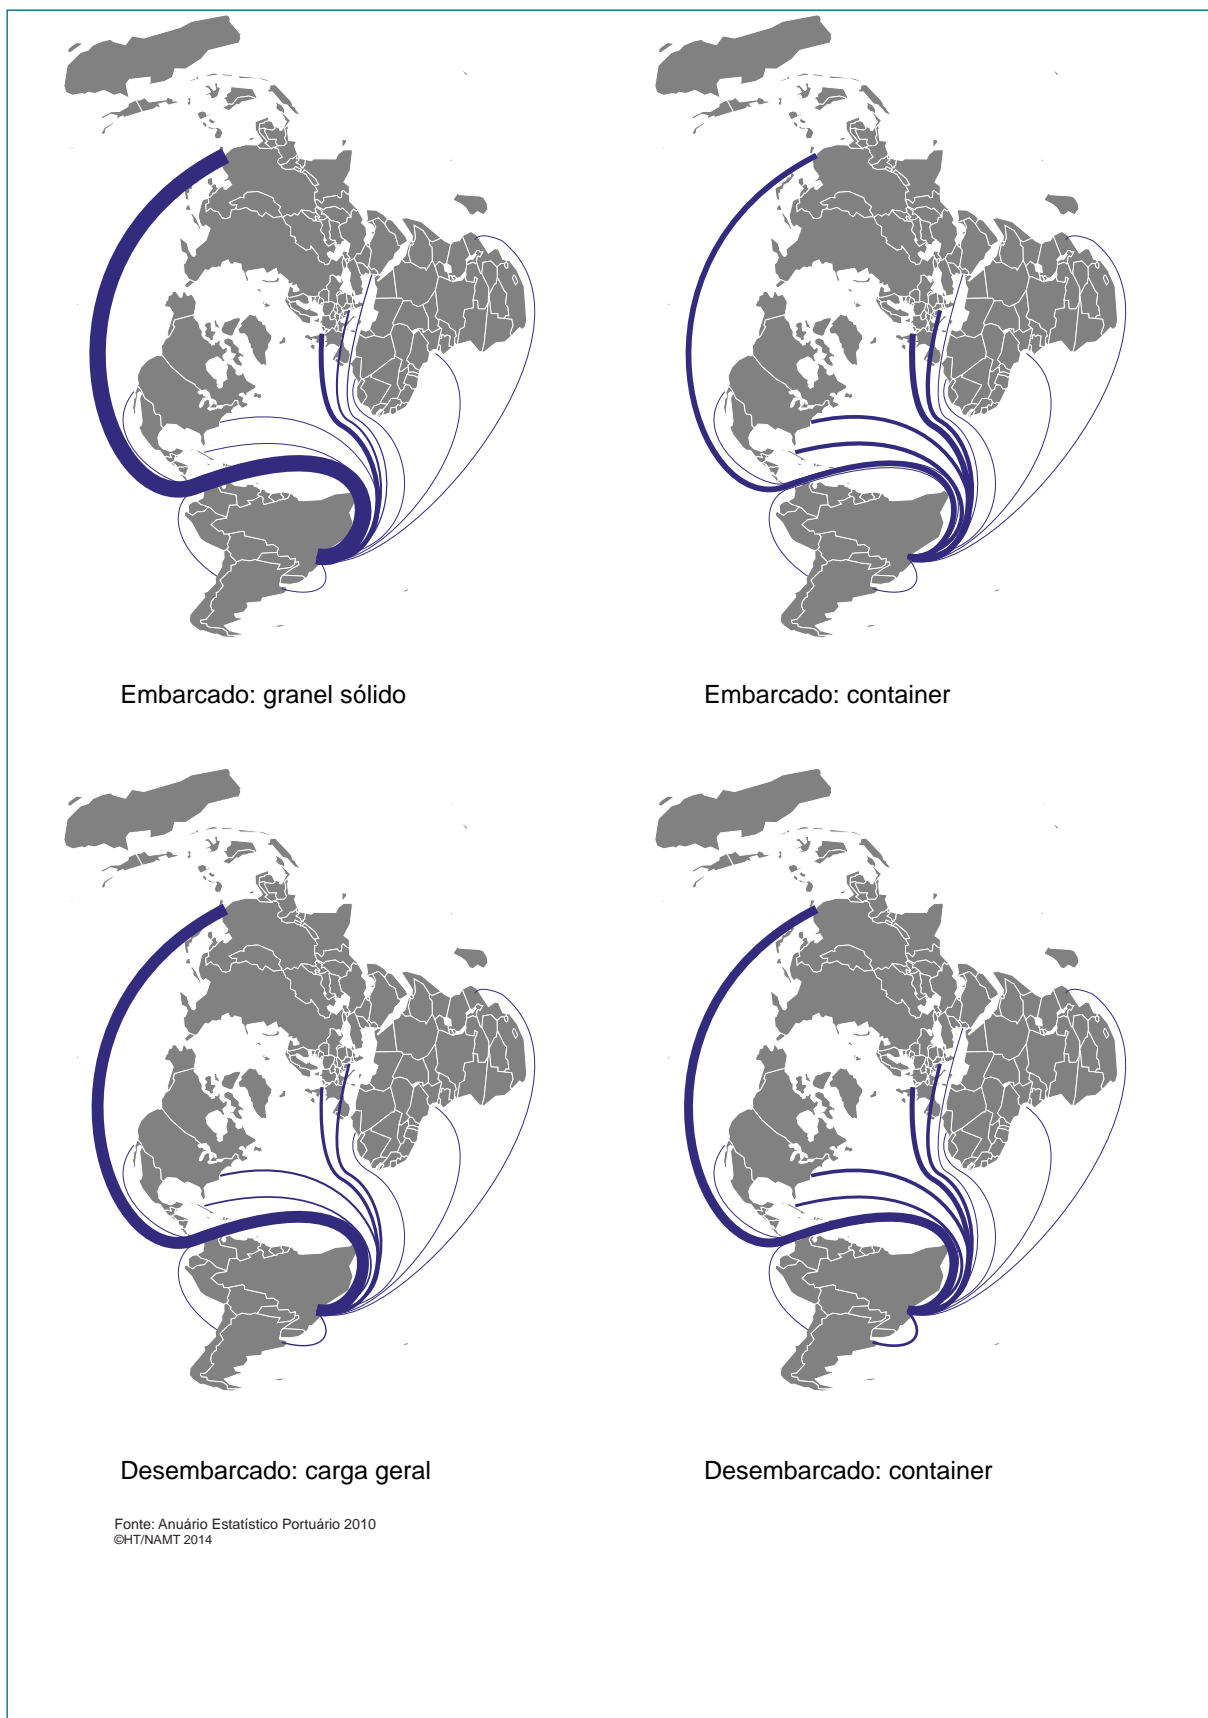 Embarcado: granel sólido
Embarcado: container
Desembarcado: carga geral
Desembarcado: container
Fonte: Anuário Estatístico Portuário 2010
©HT/NAMT 2014